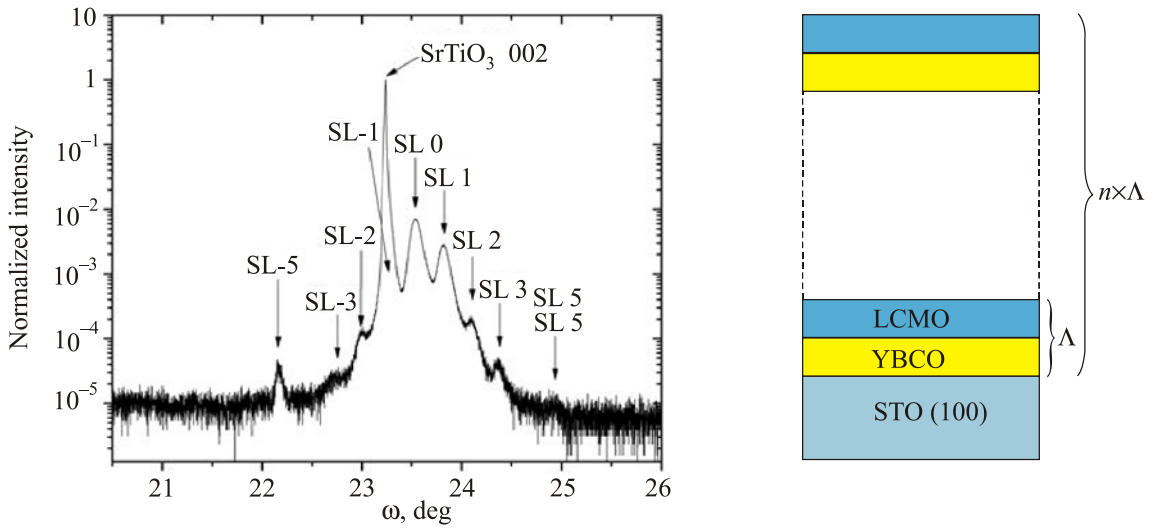 10
1
10⁻¹
10⁻²
10⁻³
10⁻⁴
10⁻⁵
Normalized intensity
SrTiO₃ 002
SL-1
SL 0
SL 1
SL-2
SL 2
SL-5
SL-3
SL 3
SL 5
SL 5
21
22
23
24
25
26
ω, deg
n×Λ
LCMO
Λ
YBCO
STO (100)